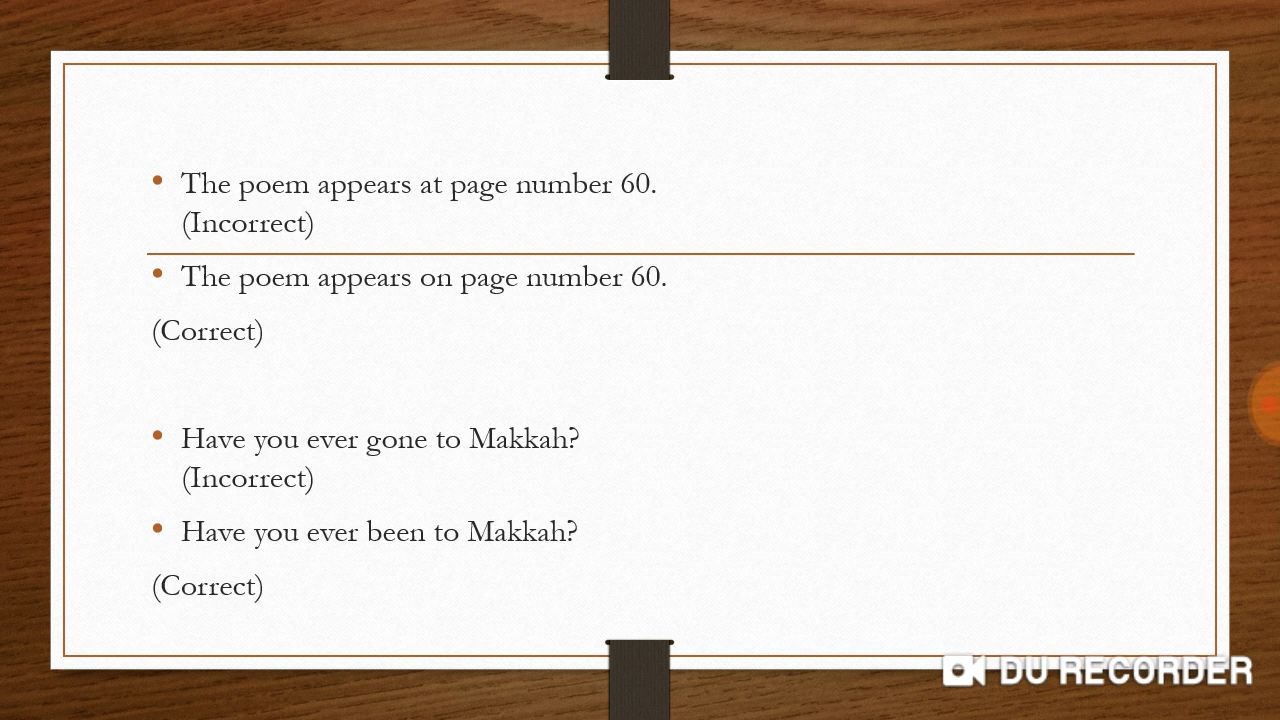 • The poem appears at page number 60.
(Incorrect)
• The poem appears on page number 60.
(Correct)
• Have you ever gone to Makkah?
(Incorrect)
• Have you ever been to Makkah?
(Correct)
DU RECORDER